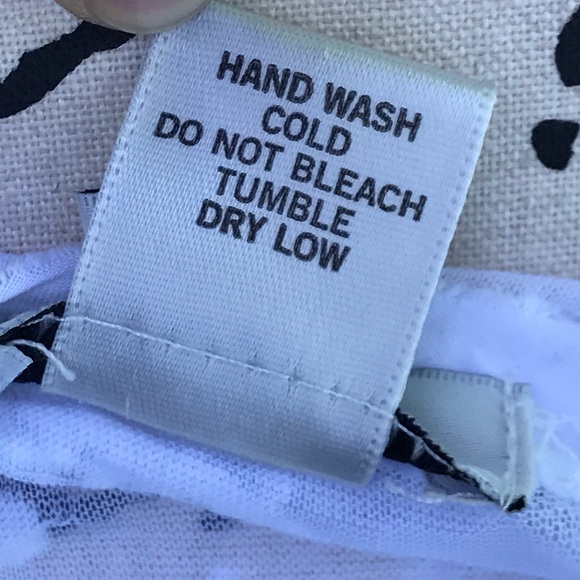 HAND WASH
COLD
DO NOT BLEACH
TUMBLE
DRY LOW